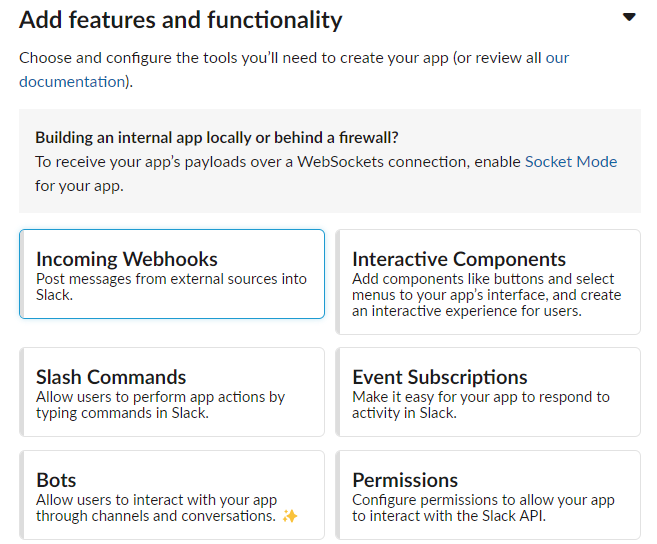 Add features and functionality
Choose and configure the tools you’ll need to create your app (or review all our
documentation).
Building an internal app locally or behind a firewall?
To receive your app’s payloads over a WebSockets connection, enable Socket Mode
for your app.
Incoming Webhooks
Post messages from external sources into
Slack.
Interactive Components
Add components like buttons and select
menus to your app’s interface, and create
an interactive experience for users.
Slash Commands
Allow users to perform app actions by
typing commands in Slack.
Event Subscriptions
Make it easy for your app to respond to
activity in Slack.
Bots
Allow users to interact with your app
through channels and conversations. ✨
Permissions
Configure permissions to allow your app
to interact with the Slack API.